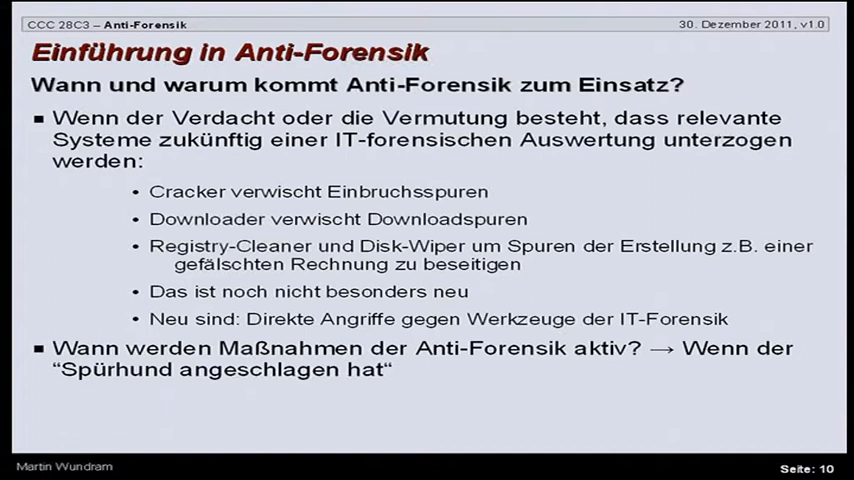 CCC 28C3 – Anti-Forensik
30. Dezember 2011, v1.0
Einführung in Anti-Forensik
Wann und warum kommt Anti-Forensik zum Einsatz?
■ Wenn der Verdacht oder die Vermutung besteht, dass relevante
Systeme zukünftig einer IT-forensischen Auswertung unterzogen
werden:
• Cracker verwischt Einbruchsspuren
• Downloader verwischt Downloadspuren
• Registry-Cleaner und Disk-Wiper um Spuren der Erstellung z.B. einer
gefälschten Rechnung zu beseitigen
• Das ist noch nicht besonders neu
• Neu sind: Direkte Angriffe gegen Werkzeuge der IT-Forensik
■ Wann werden Maßnahmen der Anti-Forensik aktiv? → Wenn der
“Spürhund angeschlagen hat“
Martin Wundram
Seite: 10